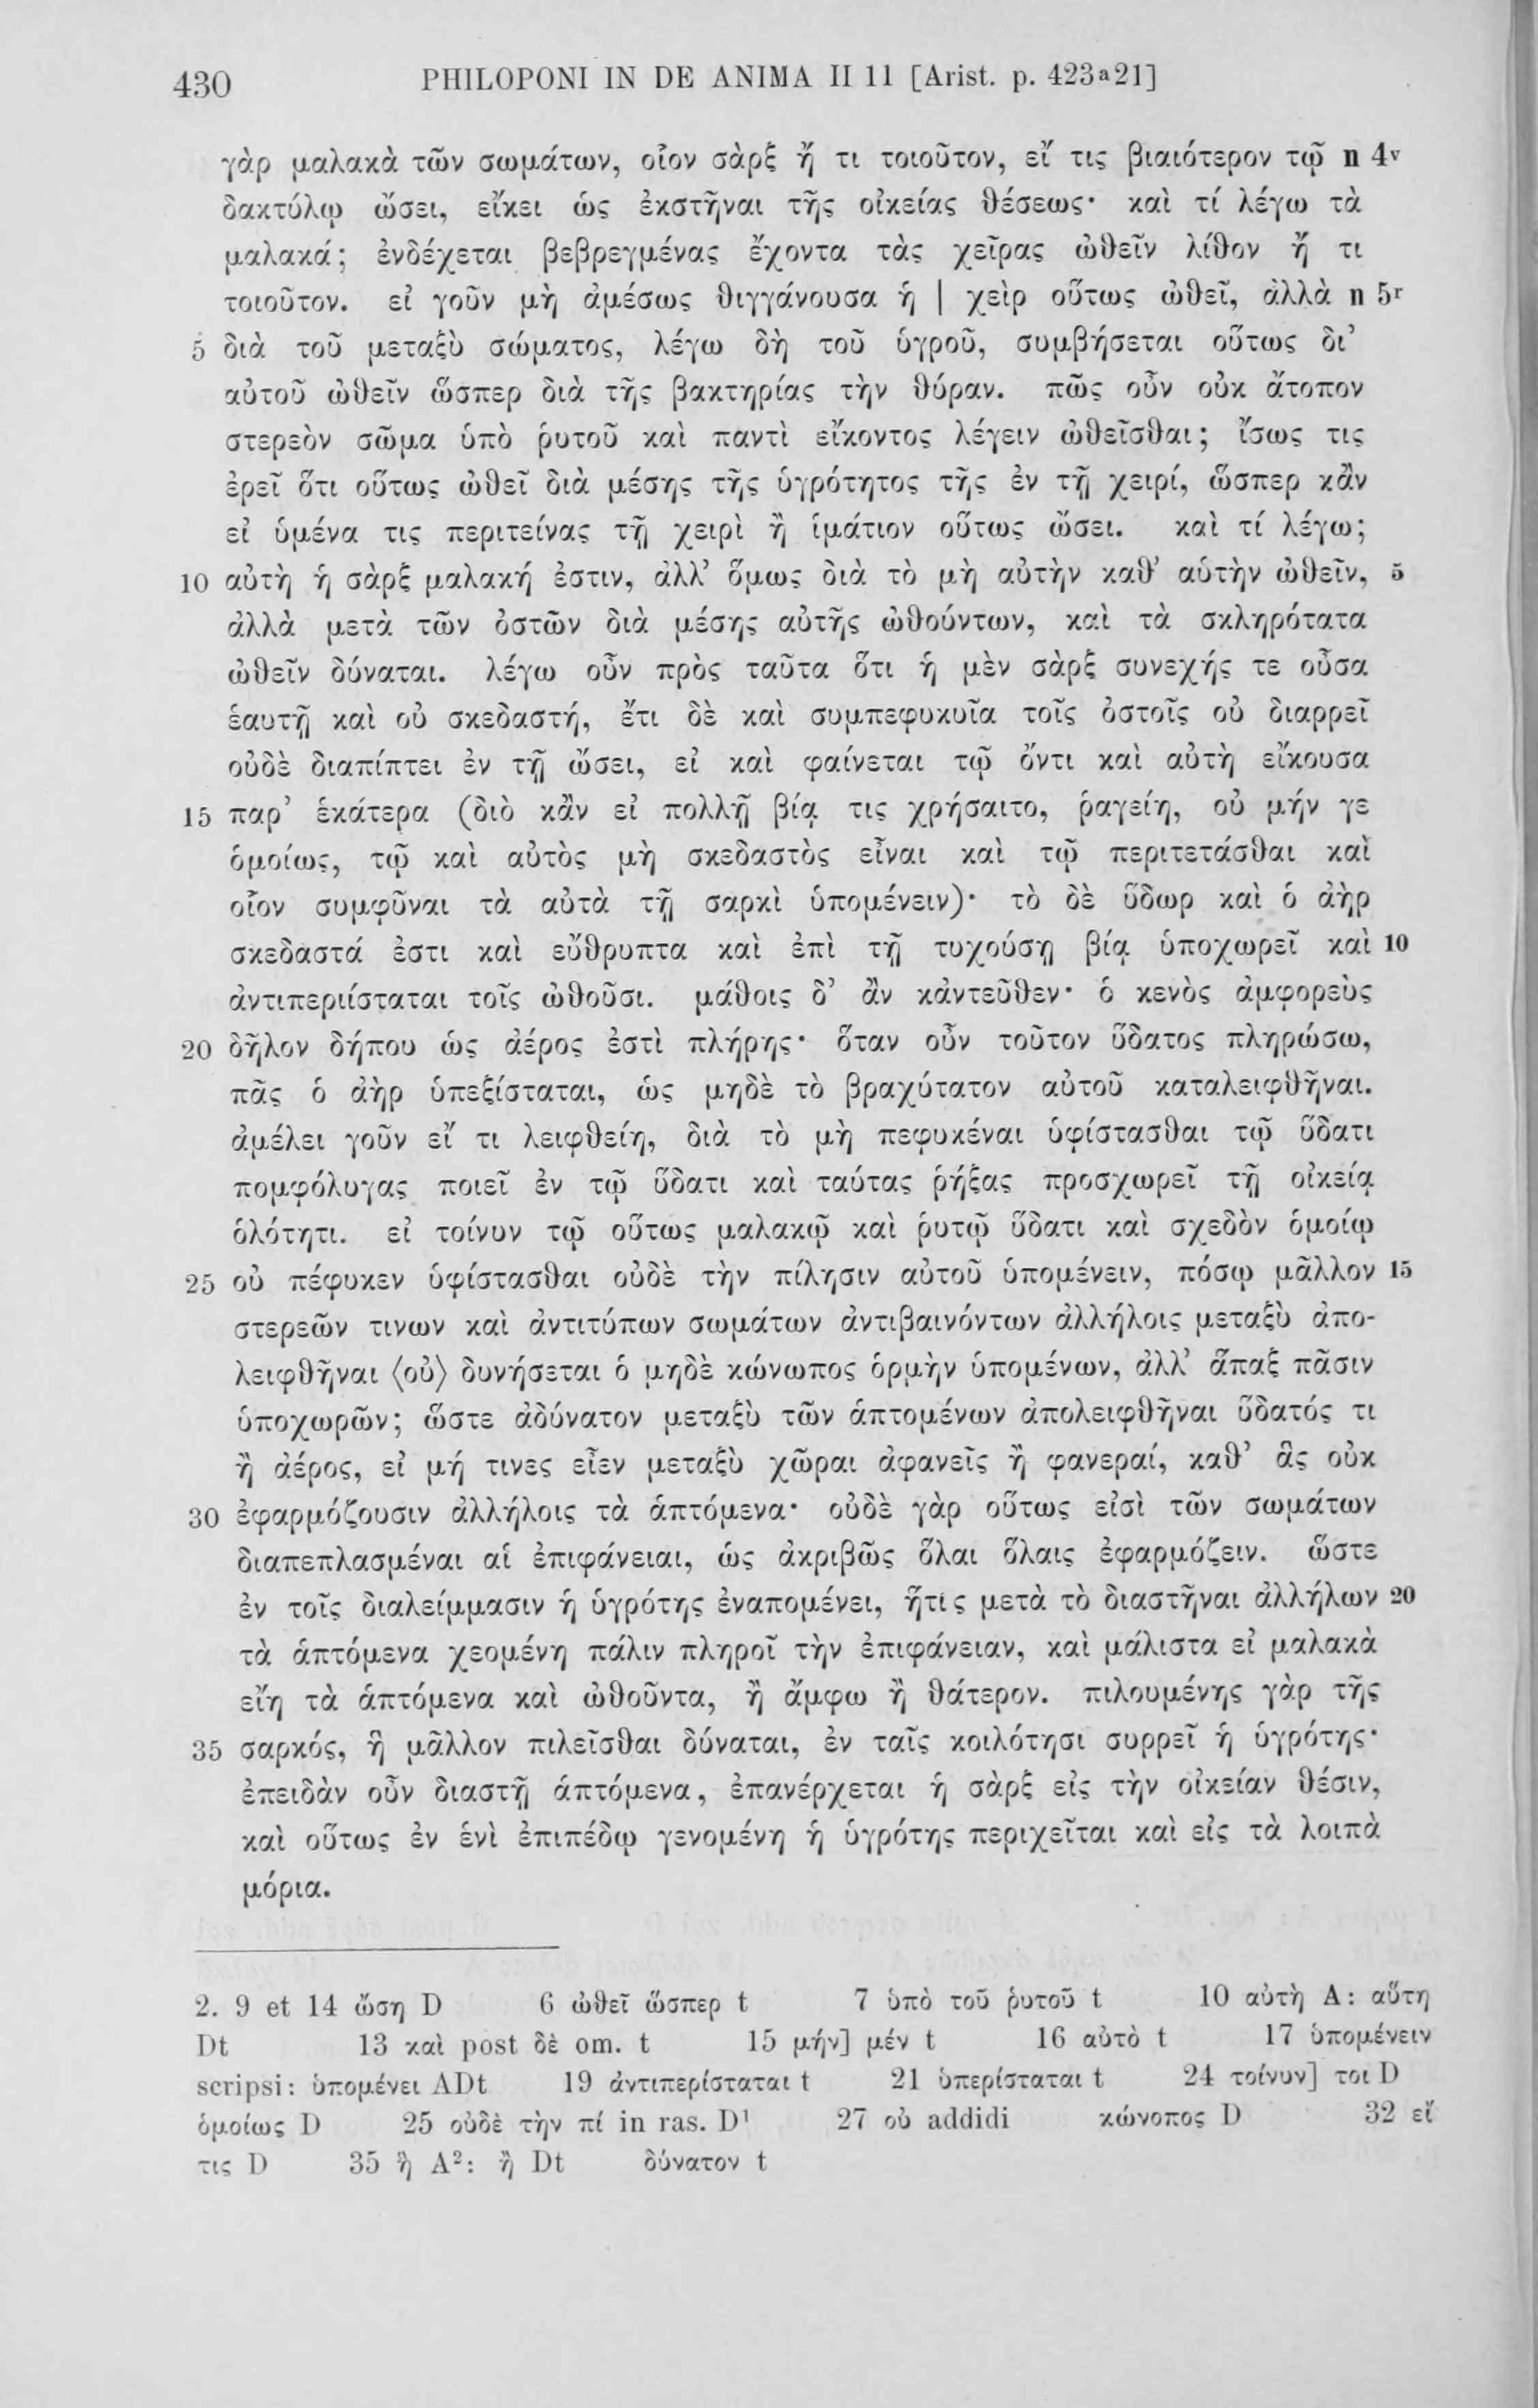 430 PHILOPONI IN DE ANIMA II 11 [Arist. p. 423a21]
γὰρ μαλακὰ τῶν σωμάτων, οἷον σὰρξ ἤ τι τοιοῦτον, εἴ τις βιαιότερον τῷ n 4v
δακτύλῳ ὤσει, εἴκει ὡς ἐκστῆναι τῆς οἰκείας θέσεως· καὶ τί λέγω τὰ
μαλακά; ἐνδέχεται βεβρεγμένας ἔχοντα τὰς χεῖρας ὠθεῖν λίθον ἤ τι
τοιοῦτον. εἰ γοῦν μὴ ἀμέσως θιγγάνουσα ἡ | χεὶρ οὕτως ὠθεῖ, ἀλλὰ n 5r
5 διὰ τοῦ μεταξὺ σώματος, λέγω δὴ τοῦ ὑγροῦ, συμβήσεται οὕτως δι’
αὐτοῦ ὠθεῖν ὥσπερ διὰ τῆς βακτηρίας τὴν θύραν. πῶς οὖν οὐκ ἄτοπον
στερεὸν σῶμα ὑπὸ ῥυτοῦ καὶ παντὶ εἴκοντος λέγειν ὠθεῖσθαι; ἴσως τις
ἐρεῖ ὅτι οὕτως ὠθεῖ διὰ μέσης τῆς ὑγρότητος τῆς ἐν τῇ χειρί, ὥσπερ κἂν
εἰ ὑμένα τις περιτείνας τῇ χειρὶ ἢ ἱμάτιον οὕτως ὤσει. καὶ τί λέγω;
10 αὐτὴ ἡ σὰρξ μαλακή ἐστιν, ἀλλ’ ὅμως διὰ τὸ μὴ αὐτὴν καθ’ αὑτὴν ὠθεῖν, 5
ἀλλὰ μετὰ τῶν ὀστῶν διὰ μέσης αὐτῆς ὠθούντων, καὶ τὰ σκληρότατα
ὠθεῖν δύναται. λέγω οὖν πρὸς ταῦτα ὅτι ἡ μὲν σὰρξ συνεχής τε οὖσα
ἑαυτῇ καὶ οὐ σκεδαστή, ἔτι δὲ καὶ συμπεφυκυῖα τοῖς ὀστοῖς οὐ διαρρεῖ
οὐδὲ διαπίπτει ἐν τῇ ὤσει, εἰ καὶ φαίνεται τῷ ὄντι καὶ αὐτὴ εἴκουσα
15 παρ’ ἑκάτερα (διὸ κἂν εἰ πολλῇ βίᾳ τις χρήσαιτο, ῥαγείη, οὐ μήν γε
ὁμοίως, τῷ καὶ αὐτὸς μὴ σκεδαστὸς εἶναι καὶ τῷ περιτετάσθαι καὶ
οἷον συμφῦναι τὰ αὐτὰ τῇ σαρκὶ ὑπομένειν)· τὸ δὲ ὕδωρ καὶ ὁ ἀὴρ
σκεδαστά ἐστι καὶ εὔθρυπτα καὶ ἐπὶ τῇ τυχούσῃ βίᾳ ὑποχωρεῖ καὶ 10
ἀντιπεριίσταται τοῖς ὠθοῦσι. μάθοις δ’ ἂν κἀντεῦθεν· ὁ κενὸς ἀμφορεὺς
20 δῆλον δήπου ὡς ἀέρος ἐστὶ πλήρης· ὅταν οὖν τοῦτον ὕδατος πληρώσω,
πᾶς ὁ ἀὴρ ὑπεξίσταται, ὡς μηδὲ τὸ βραχύτατον αὐτοῦ καταλειφθῆναι.
ἀμέλει γοῦν εἴ τι λειφθείη, διὰ τὸ μὴ πεφυκέναι ὑφίστασθαι τῷ ὕδατι
πομφόλυγας ποιεῖ ἐν τῷ ὕδατι καὶ ταύτας ῥήξας προσχωρεῖ τῇ οἰκείᾳ
ὁλότητι. εἰ τοίνυν τῷ οὕτως μαλακῷ καὶ ῥυτῷ ὕδατι καὶ σχεδὸν ὁμοίῳ
25 οὐ πέφυκεν ὑφίστασθαι οὐδὲ τὴν πίλησιν αὐτοῦ ὑπομένειν, πόσῳ μᾶλλον 15
στερεῶν τινων καὶ ἀντιτύπων σωμάτων ἀντιβαινόντων ἀλλήλοις μεταξὺ ἀπο-
λειφθῆναι ⟨οὐ⟩ δυνήσεται ὁ μηδὲ κώνωπος ὁρμὴν ὑπομένων, ἀλλ’ ἅπαξ πᾶσιν
ὑποχωρῶν; ὥστε ἀδύνατον μεταξὺ τῶν ἁπτομένων ἀπολειφθῆναι ὕδατός τι
ἢ ἀέρος, εἰ μή τινες εἶεν μεταξὺ χῶραι ἀφανεῖς ἢ φανεραί, καθ’ ἃς οὐκ
30 ἐφαρμόζουσιν ἀλλήλοις τὰ ἁπτόμενα· οὐδὲ γὰρ οὕτως εἰσὶ τῶν σωμάτων
διαπεπλασμέναι αἱ ἐπιφάνειαι, ὡς ἀκριβῶς ὅλαι ὅλαις ἐφαρμόζειν. ὥστε
ἐν τοῖς διαλείμμασιν ἡ ὑγρότης ἐναπομένει, ἥτις μετὰ τὸ διαστῆναι ἀλλήλων 20
τὰ ἁπτόμενα χεομένη πάλιν πληροῖ τὴν ἐπιφάνειαν, καὶ μάλιστα εἰ μαλακὰ
εἴη τὰ ἁπτόμενα καὶ ὠθοῦντα, ἢ ἄμφω ἢ θάτερον. πιλουμένης γὰρ τῆς
35 σαρκός, ᾗ μᾶλλον πιλεῖσθαι δύναται, ἐν ταῖς κοιλότησι συρρεῖ ἡ ὑγρότης·
ἐπειδὰν οὖν διαστῇ ἁπτόμενα, ἐπανέρχεται ἡ σὰρξ εἰς τὴν οἰκείαν θέσιν,
καὶ οὕτως ἐν ἑνὶ ἐπιπέδῳ γενομένη ἡ ὑγρότης περιχεῖται καὶ εἰς τὰ λοιπὰ
μόρια.
2. 9 et 14 ὤση D 6 ὠθεῖ ὥσπερ t 7 ὑπὸ τοῦ ῥυτοῦ t 10 αὐτὴ A: αὕτη
Dt 13 καὶ post δὲ om. t 15 μήν] μέν t 16 αὐτὸ t 17 ὑπομένειν
scripsi: ὑπομένει ADt 19 ἀντιπερίσταται t 21 ὑπερίσταται t 24 τοίνυν] τοι D
ὁμοίως D 25 οὐδὲ τὴν πί in ras. D¹ 27 οὐ addidi κώνοπος D 32 εἴ
τις D 35 ᾗ A²: ἢ Dt δύνατον t